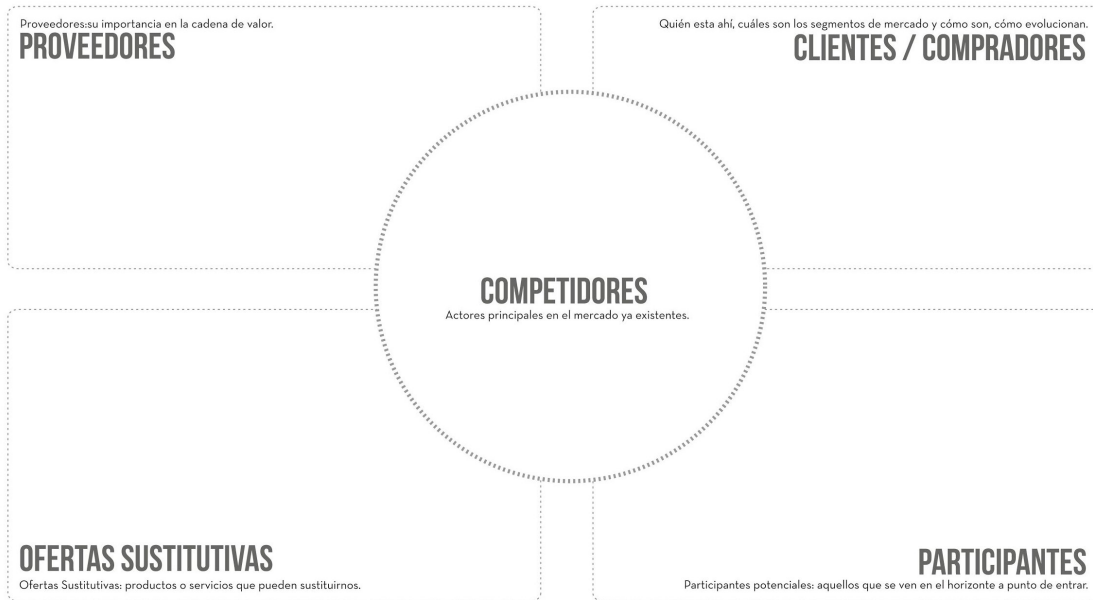 Proveedores:su importancia en la cadena de valor.
PROVEEDORES
Quién esta ahí, cuáles son los segmentos de mercado y cómo son, cómo evolucionan.
CLIENTES / COMPRADORES
COMPETIDORES
Actores principales en el mercado ya existentes.
OFERTAS SUSTITUTIVAS
Ofertas Sustitutivas: productos o servicios que pueden sustituirnos.
PARTICIPANTES
Participantes potenciales: aquellos que se ven en el horizonte a punto de entrar.